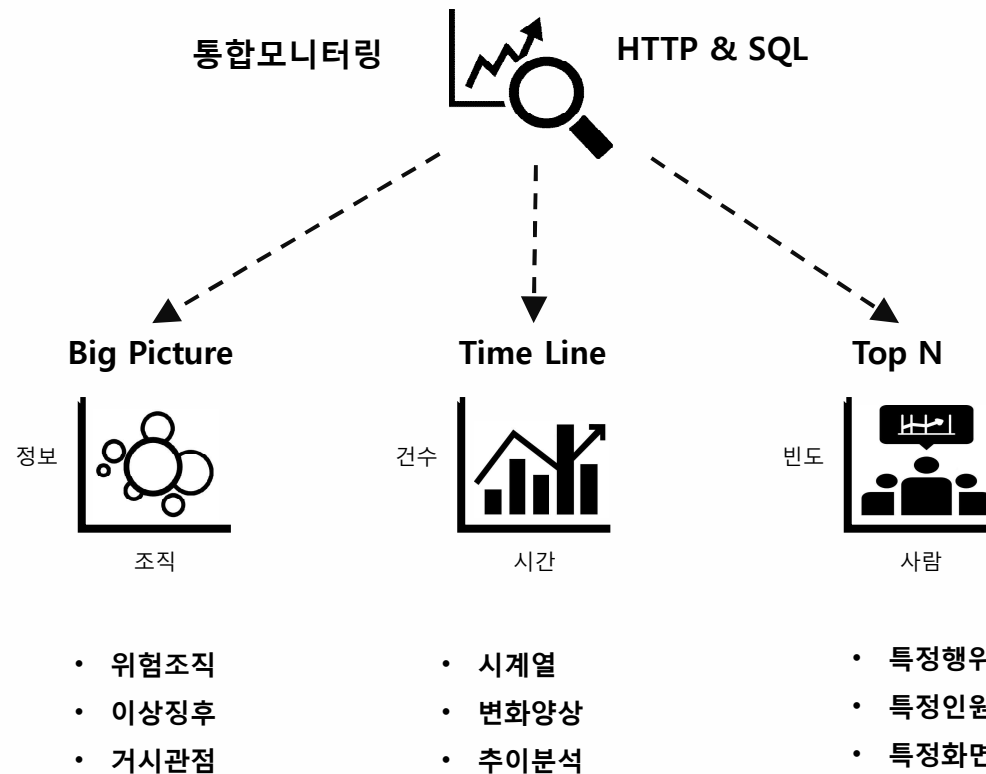 통합모니터링
HTTP & SQL
Big Picture
Time Line
Top N
정보
조직
건수
시간
빈도
사람
• 위험조직
• 이상징후
• 거시관점
• 시계열
• 변화양상
• 추이분석
• 특정행위
• 특정인원
• 특정화면